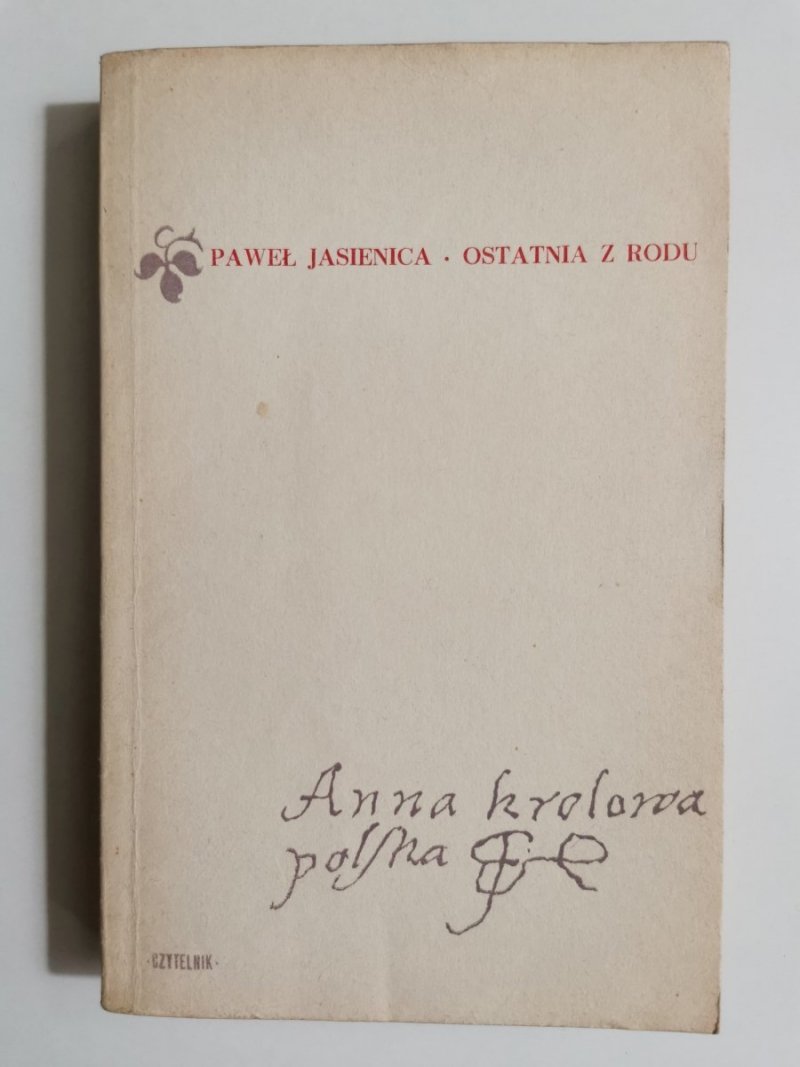 PAWEŁ JASIENICA · OSTATNIA Z RODU
Anna krolowa
polſka
·CZYTELNIK·